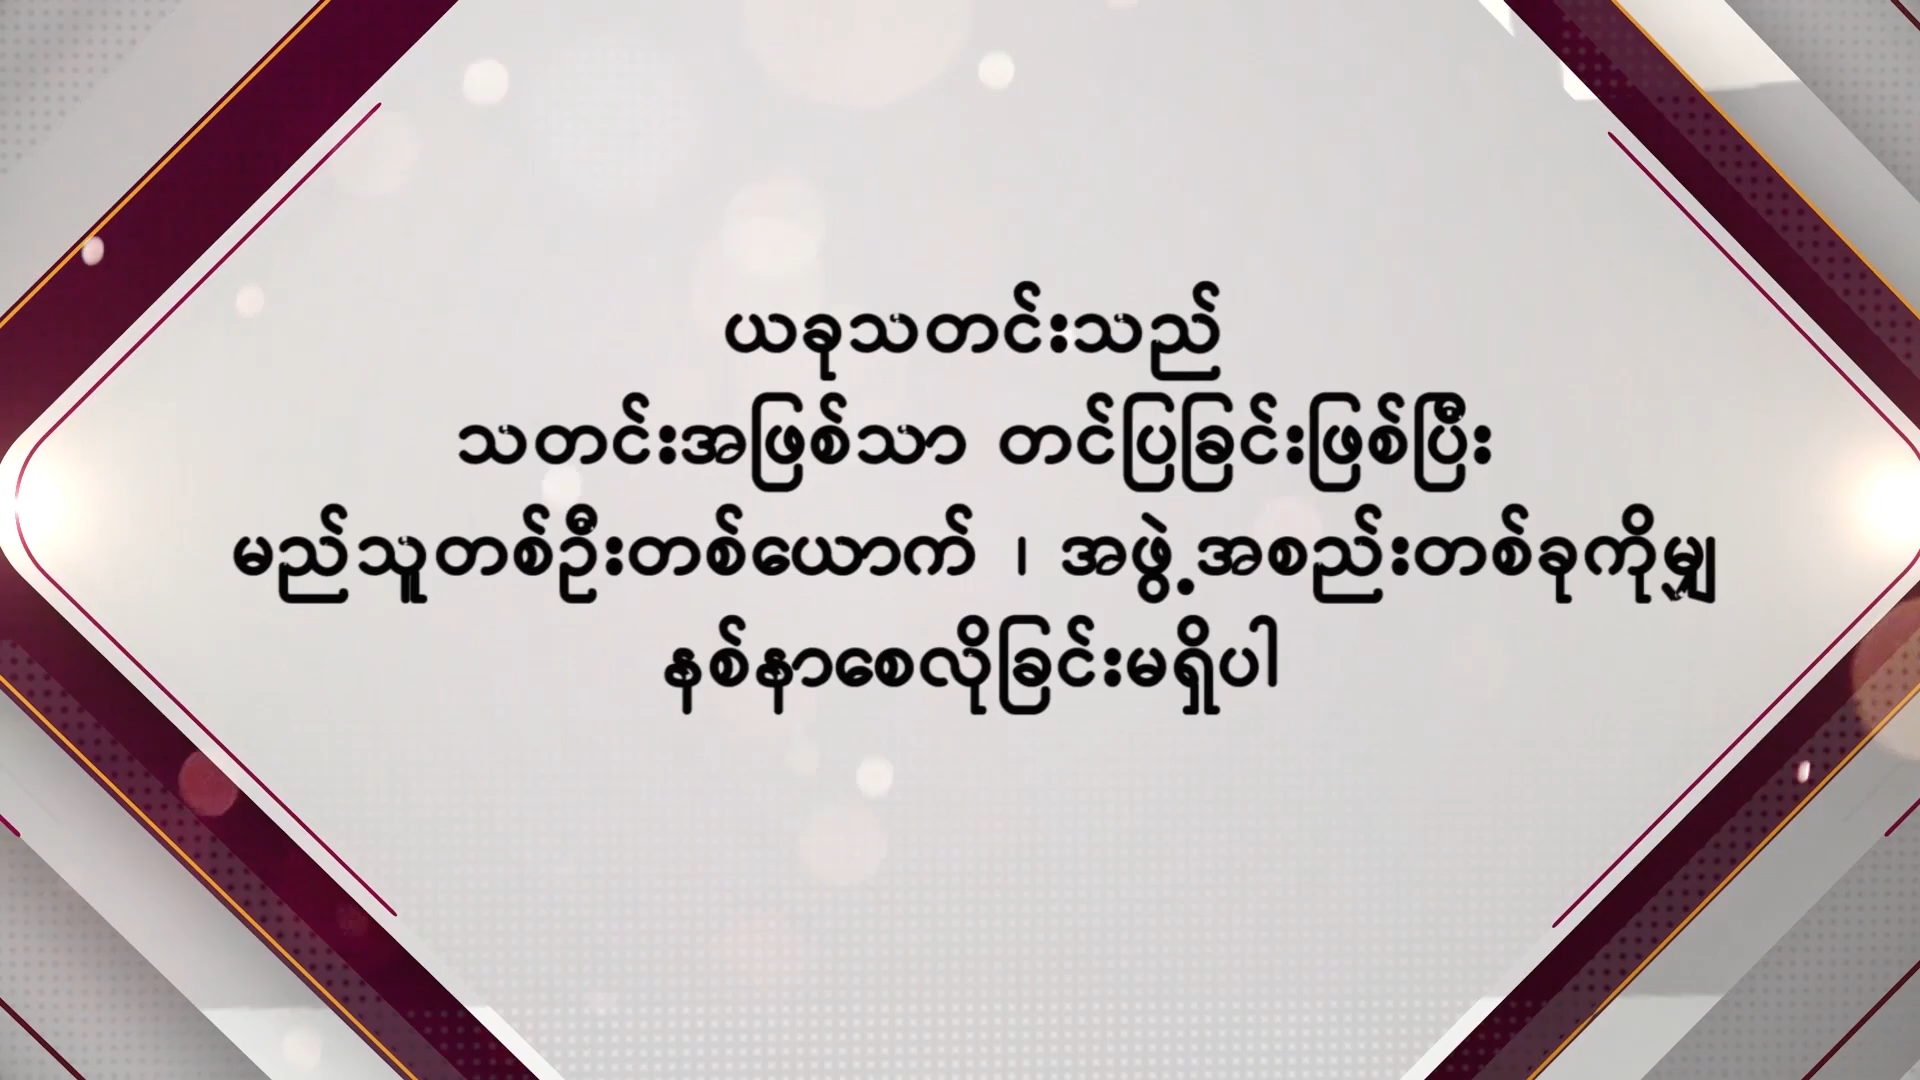 ယခုသတင်းသည်
သတင်းအဖြစ်သာ တင်ပြခြင်းဖြစ်ပြီး
မည်သူတစ်ဦးတစ်ယောက် ၊ အဖွဲ့အစည်းတစ်ခုကိုမျှ
နစ်နာစေလိုခြင်းမရှိပါ